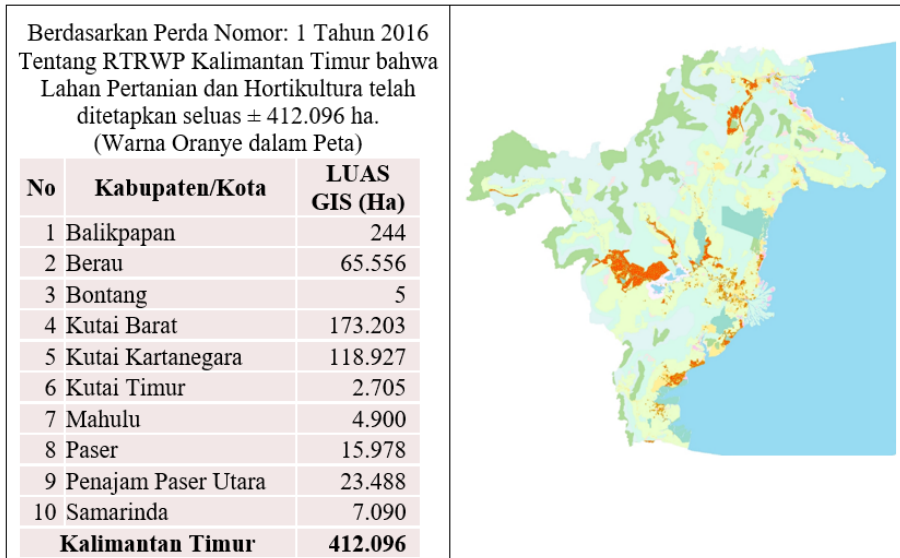 Berdasarkan Perda Nomor: 1 Tahun 2016
Tentang RTRWP Kalimantan Timur bahwa
Lahan Pertanian dan Hortikultura telah
ditetapkan seluas ± 412.096 ha.
(Warna Oranye dalam Peta)
No Kabupaten/Kota LUAS GIS (Ha)
1 Balikpapan 244
2 Berau 65.556
3 Bontang 5
4 Kutai Barat 173.203
5 Kutai Kartanegara 118.927
6 Kutai Timur 2.705
7 Mahulu 4.900
8 Paser 15.978
9 Penajam Paser Utara 23.488
10 Samarinda 7.090
Kalimantan Timur 412.096